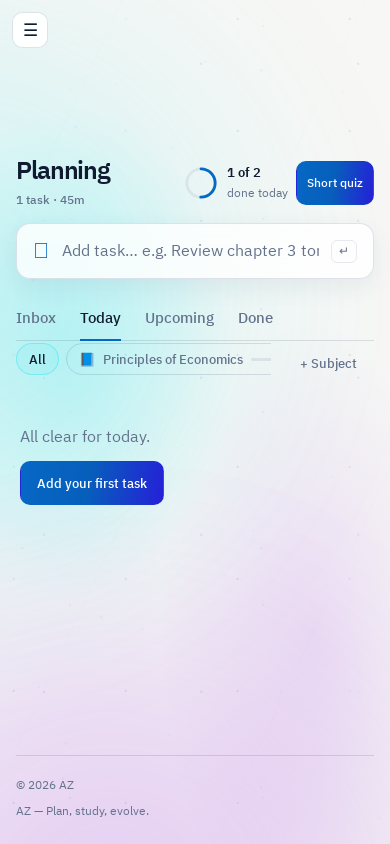 ☰
Planning
1 task · 45m
1 of 2
done today
Short quiz
Add task... e.g. Review chapter 3 tor
↵
Inbox
Today
Upcoming
Done
All
📘 Principles of Economics
+ Subject
All clear for today.
Add your first task
© 2026 AZ
AZ — Plan, study, evolve.